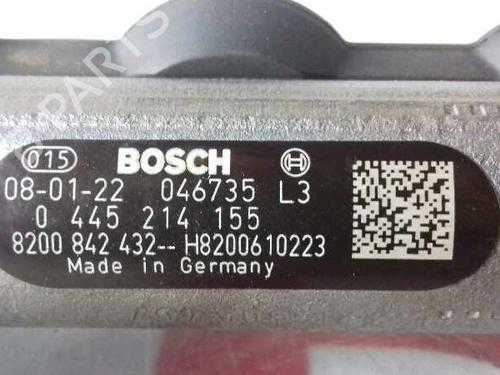 015 BOSCH
08-01-22 046735 L3
0 445 214 155
8200 842 432-- H8200610223
Made in Germany